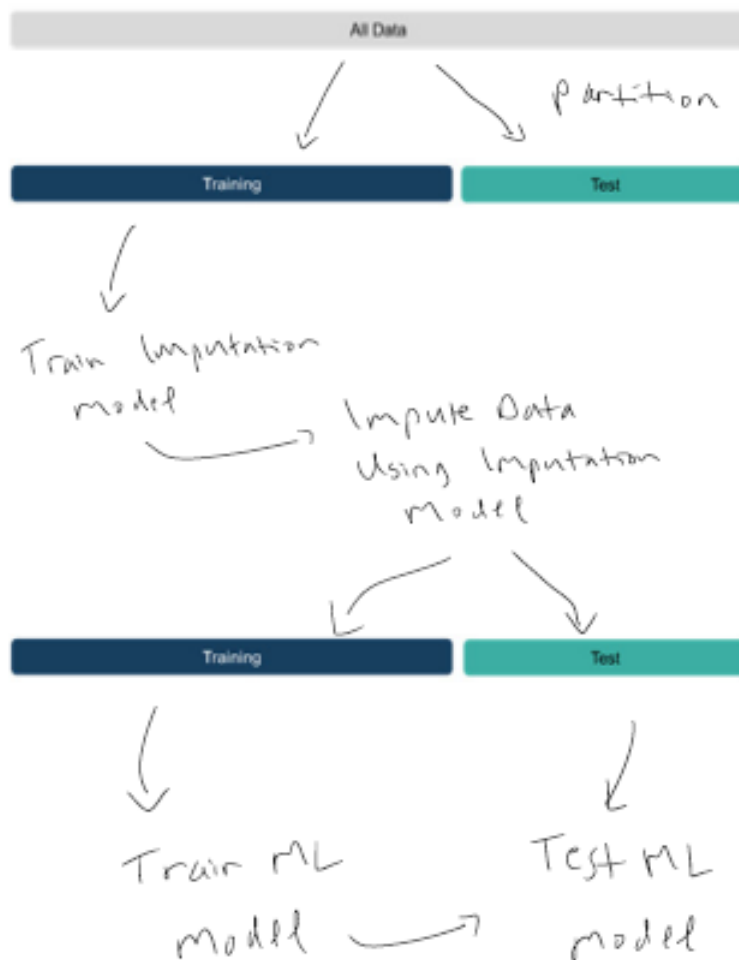 All Data
Partition
Training
Test
Train Imputation
Model
Impute Data
Using Imputation
Model
Training
Test
Train ML
Model
Test ML
Model